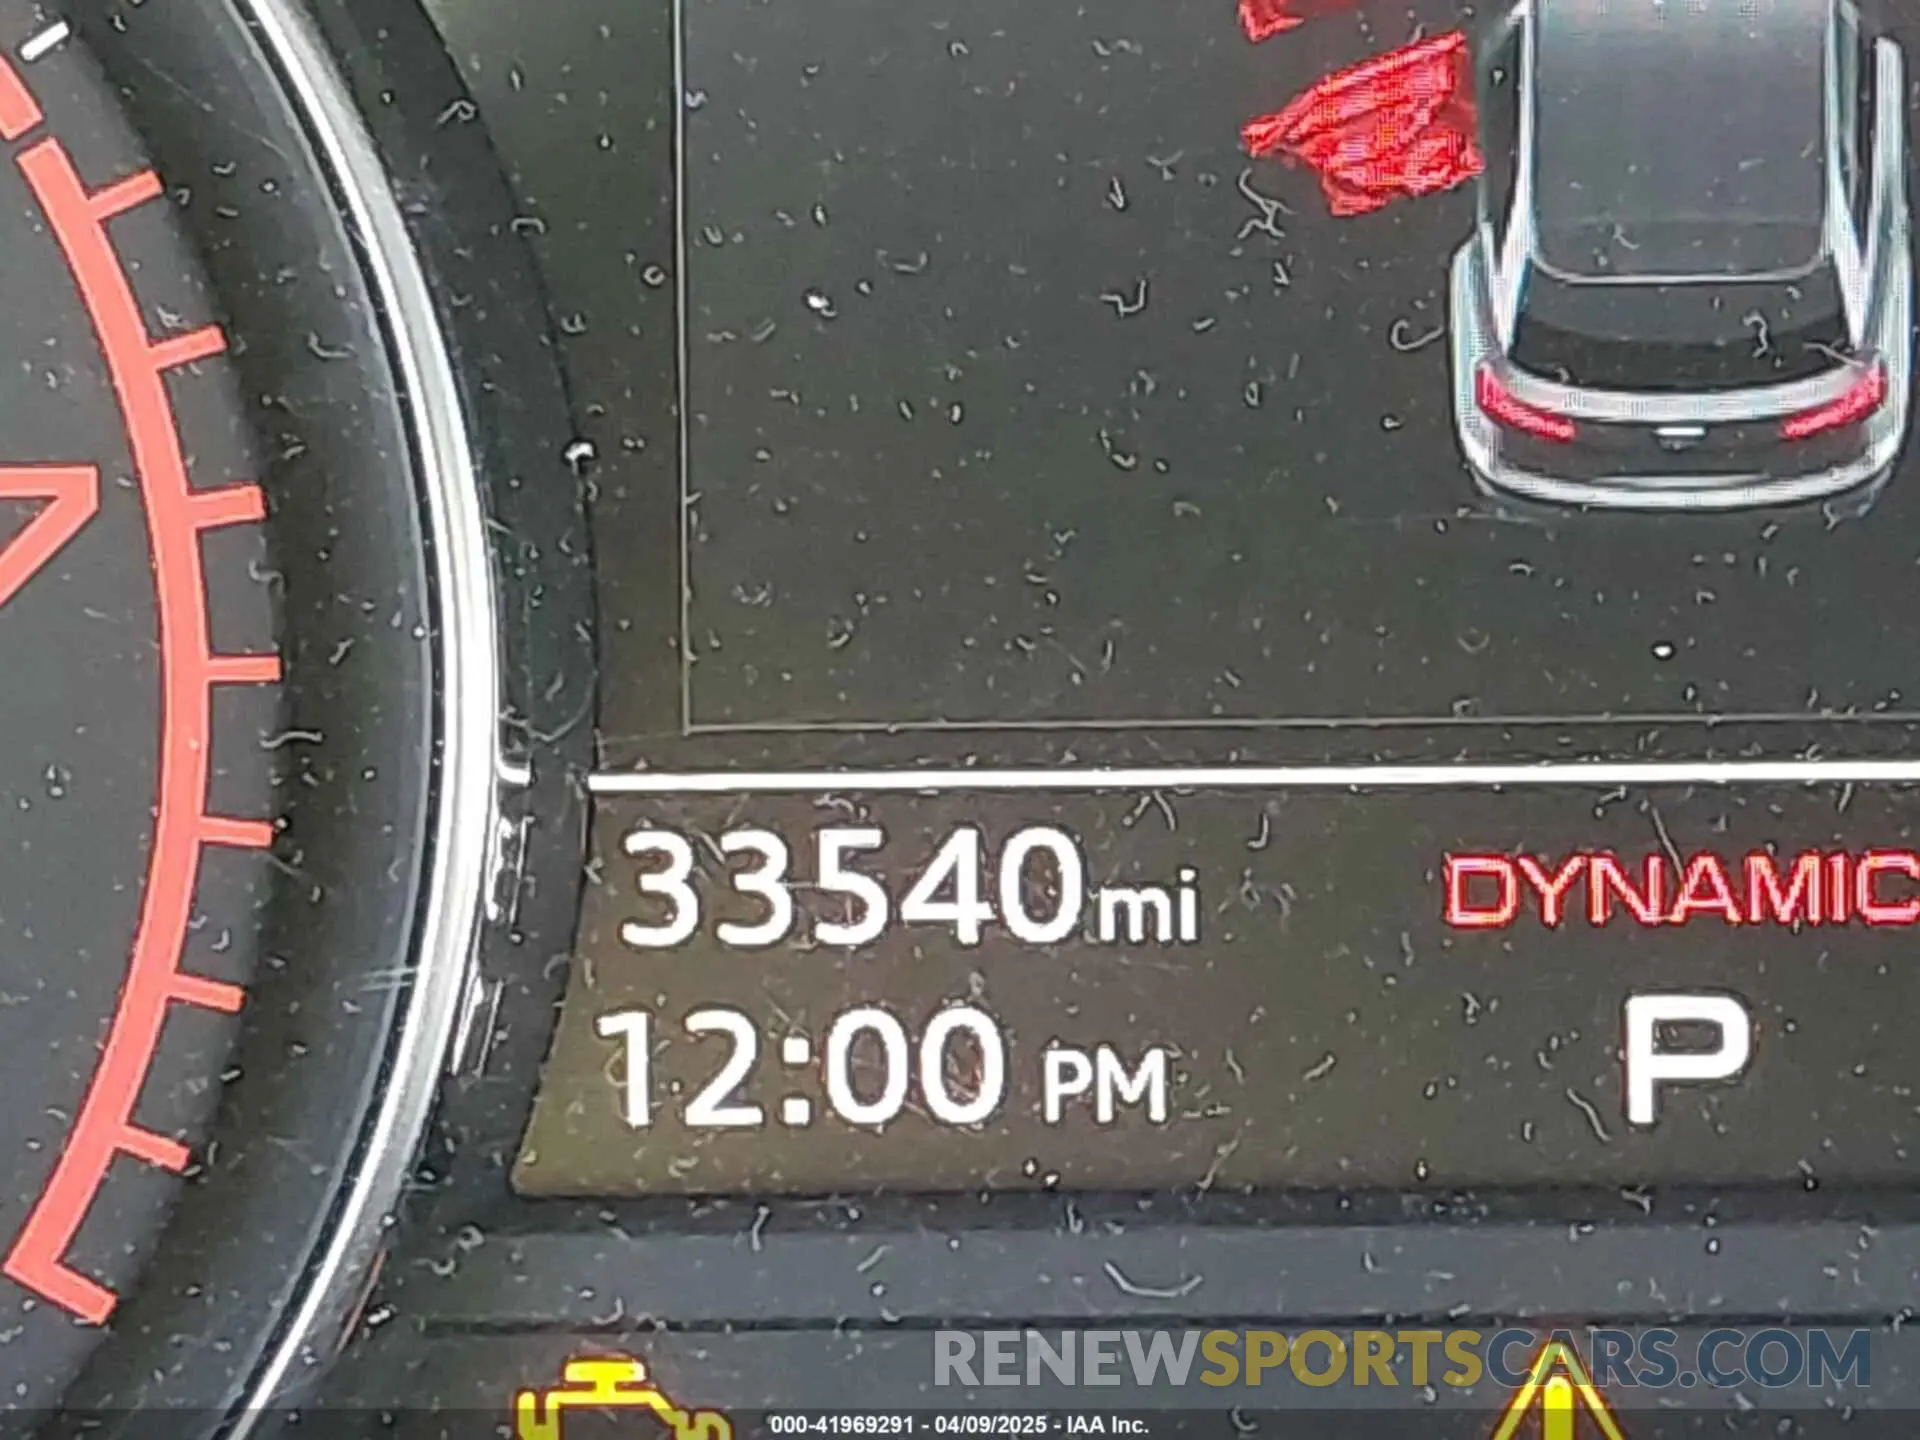 33540mi
DYNAMIC
12:00 PM
P
RENEWSPORTSCARS.COM
000-41969291 - 04/09/2025 - IAA Inc.